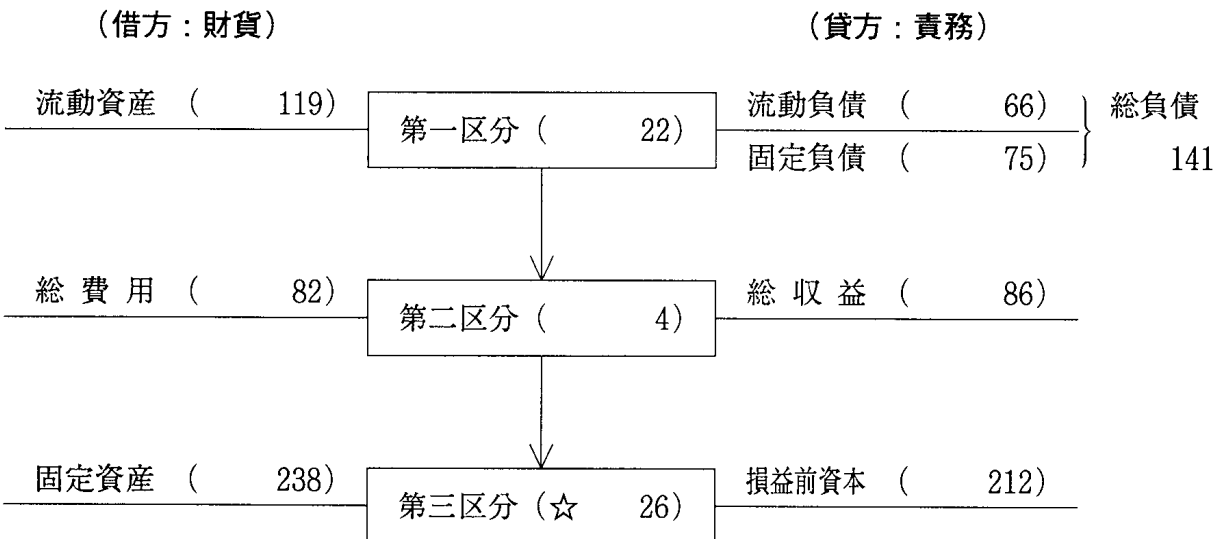 (借方：財貨) (貸方：責務)
流動資産 ( 119) 第一区分 ( 22) 流動負債 ( 66) 総負債
固定負債 ( 75) 141
総費用 ( 82) 第二区分 ( 4) 総収益 ( 86)
固定資産 ( 238) 第三区分 (☆ 26) 損益前資本 ( 212)